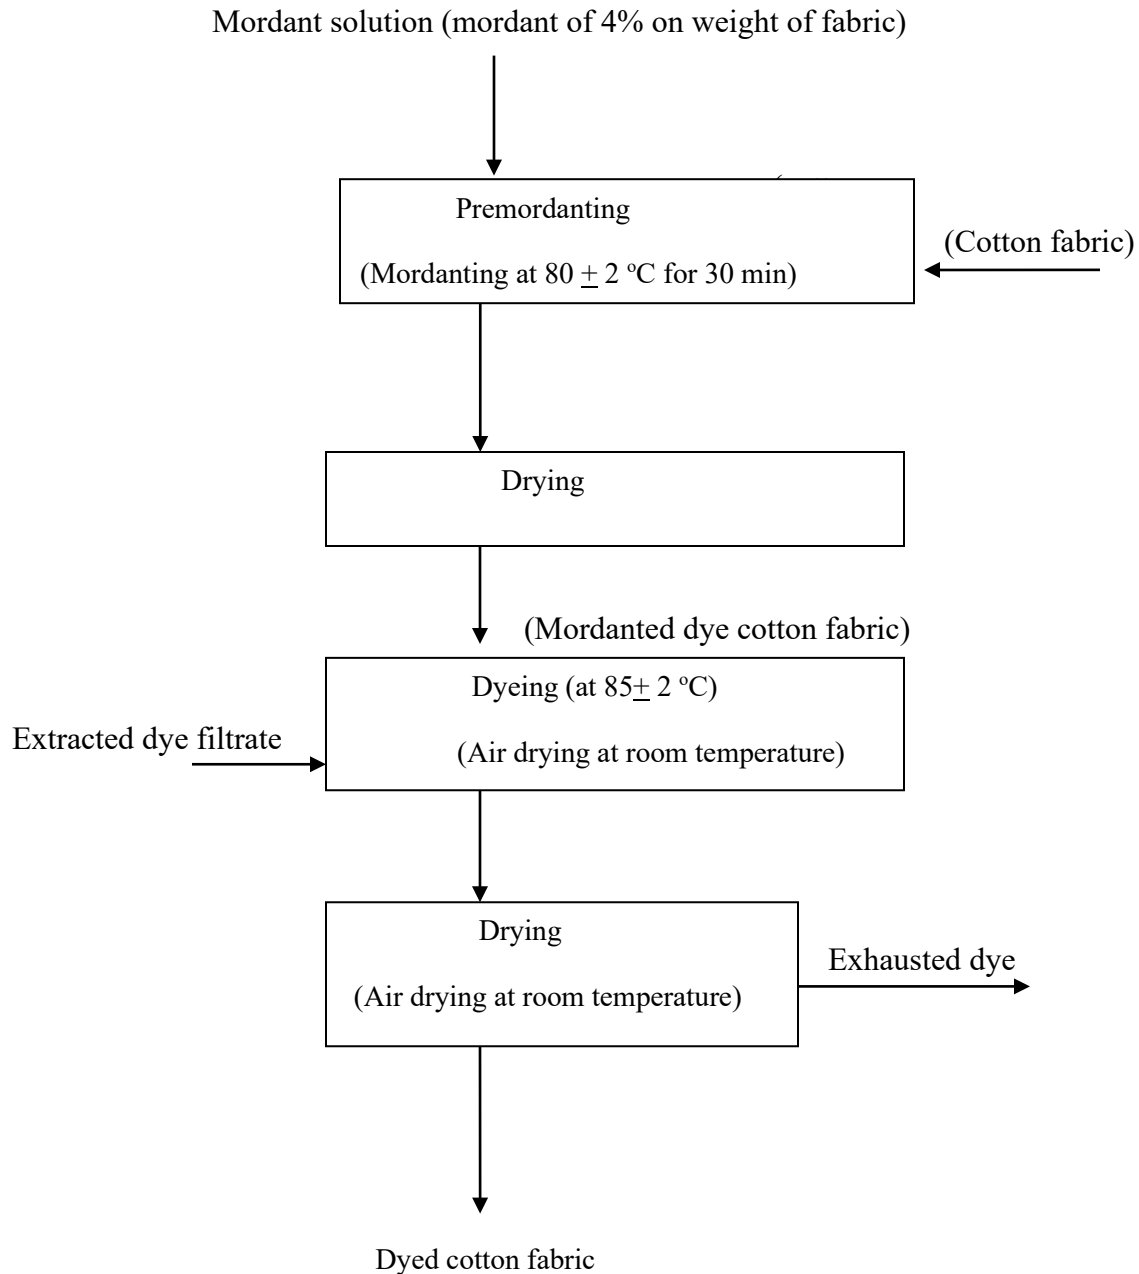 Mordant solution (mordant of 4% on weight of fabric)
Premordanting
(Cotton fabric)
(Mordanting at 80 ± 2 ºC for 30 min)
Drying
(Mordanted dye cotton fabric)
Dyeing (at 85± 2 ºC)
Extracted dye filtrate
(Air drying at room temperature)
Drying
Exhausted dye
(Air drying at room temperature)
Dyed cotton fabric